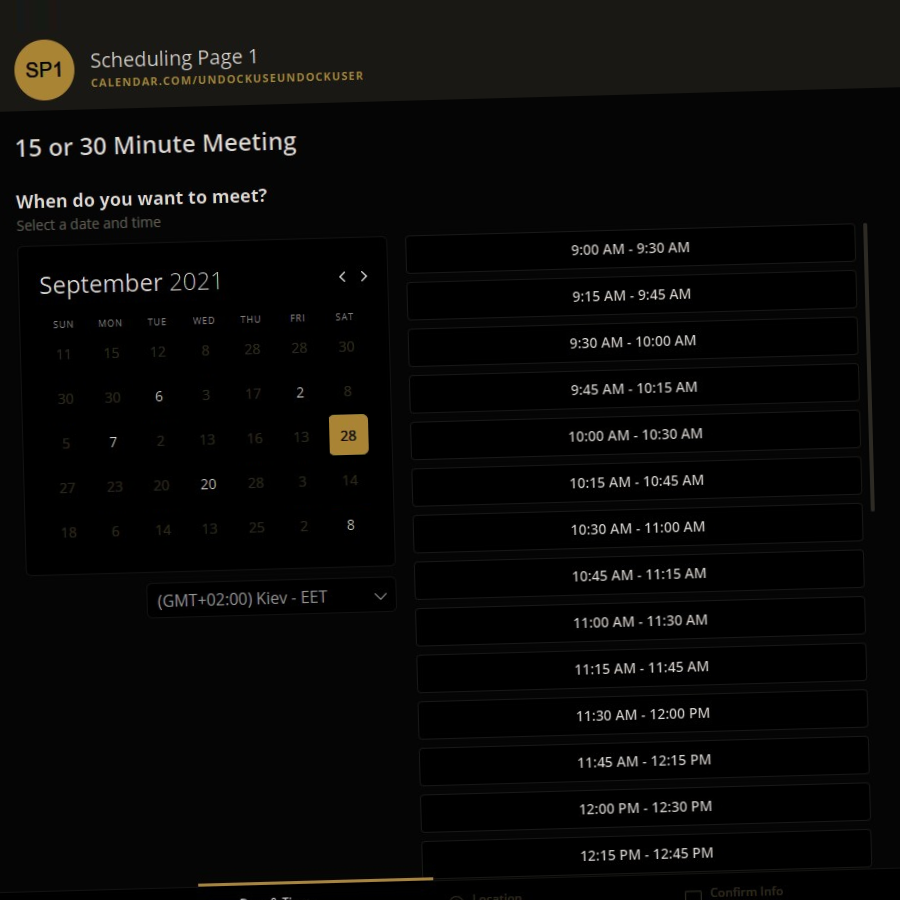 SP1
Scheduling Page 1
CALENDAR.COM/UNDOCKUSEUNDOCKUSER
15 or 30 Minute Meeting
When do you want to meet?
Select a date and time
September 2021
SUN MON TUE WED THU FRI SAT
11 15 12 8 28 28 30
30 30 6 3 17 2 8
5 7 2 13 16 13 28
27 23 20 20 28 3 14
18 6 14 13 25 2 8
(GMT+02:00) Kiev - EET
9:00 AM - 9:30 AM
9:15 AM - 9:45 AM
9:30 AM - 10:00 AM
9:45 AM - 10:15 AM
10:00 AM - 10:30 AM
10:15 AM - 10:45 AM
10:30 AM - 11:00 AM
10:45 AM - 11:15 AM
11:00 AM - 11:30 AM
11:15 AM - 11:45 AM
11:30 AM - 12:00 PM
11:45 AM - 12:15 PM
12:00 PM - 12:30 PM
12:15 PM - 12:45 PM
Location
Confirm Info